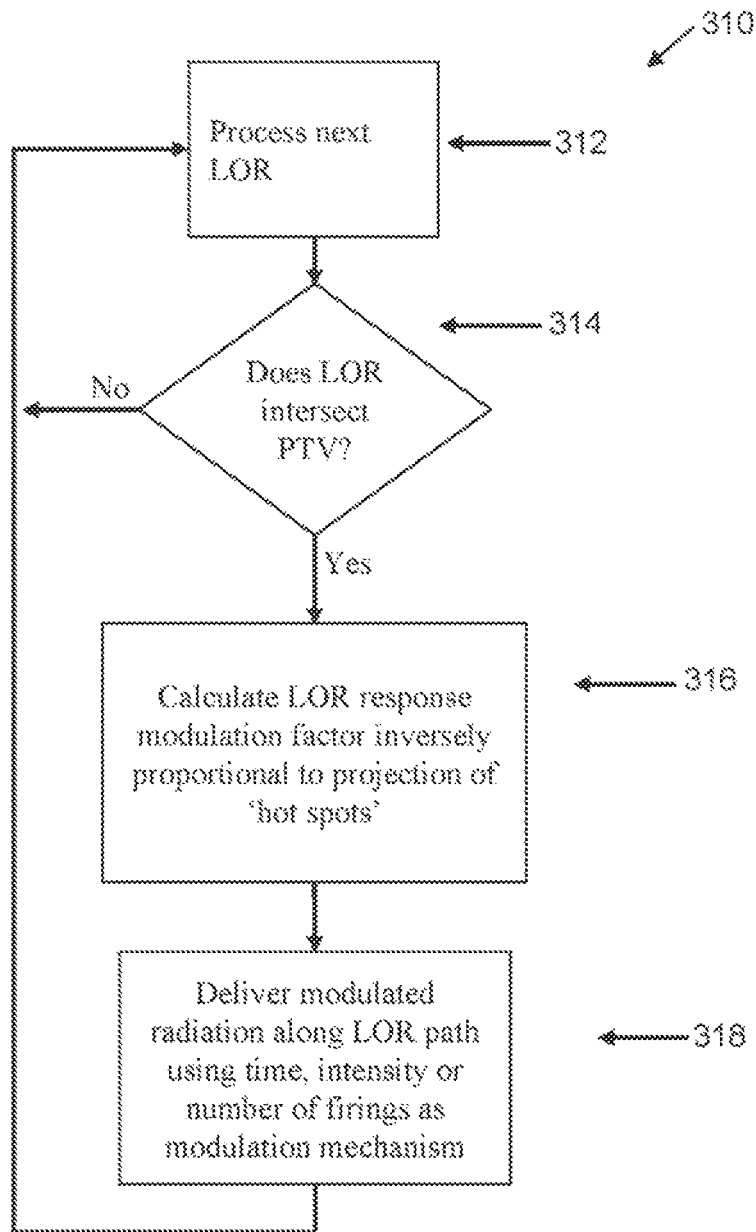 310
Process next
LOR
312
314
Does LOR
intersect
PTV?
No
Yes
316
Calculate LOR response
modulation factor inversely
proportional to projection of
'hot spots'
Deliver modulated
radiation along LOR path
using time, intensity or
number of firings as
modulation mechanism
318